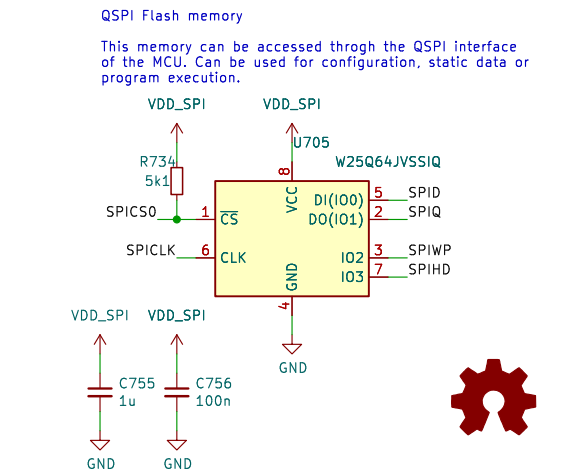 QSPI Flash memory
This memory can be accessed throgh the QSPI interface
of the MCU. Can be used for configuration, static data or
program execution.
VDD_SPI
VDD_SPI
U705
R734
5k1
W25Q64JVSSIQ
8
VCC
SPICS0
1
CS
DI(IO0)
5
SPID
DO(IO1)
2
SPIQ
SPICLK
6
CLK
IO2
3
SPIWP
IO3
7
SPIHD
GND
4
GND
VDD_SPI
VDD_SPI
C755
1u
C756
100n
GND
GND